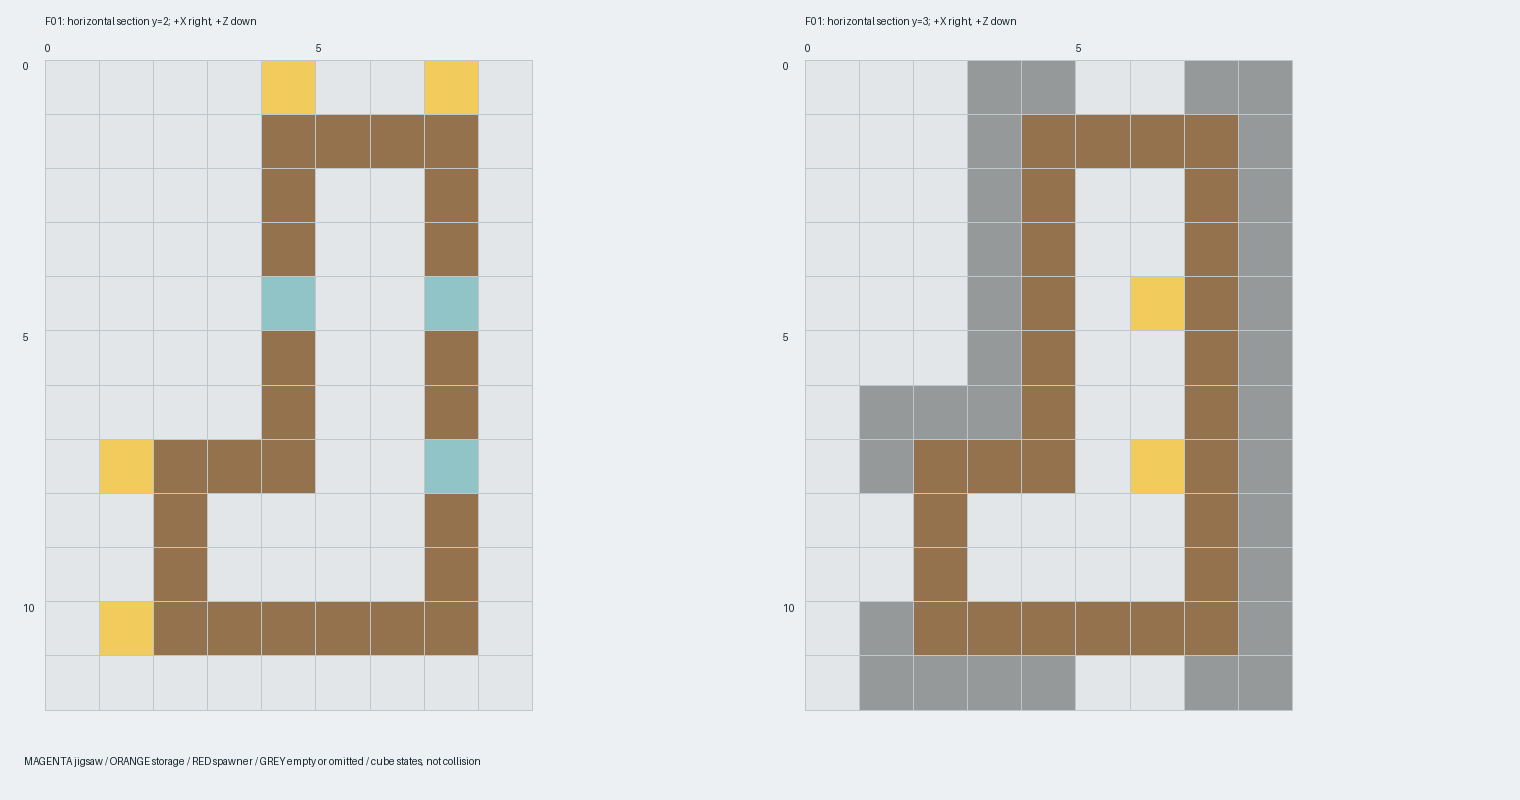 F01: horizontal section y=2; +X right, +Z down
F01: horizontal section y=3; +X right, +Z down
0 5
0 5
0
0
5
5
10
10
MAGENTA jigsaw / ORANGE storage / RED spawner / GREY empty or omitted / cube states, not collision